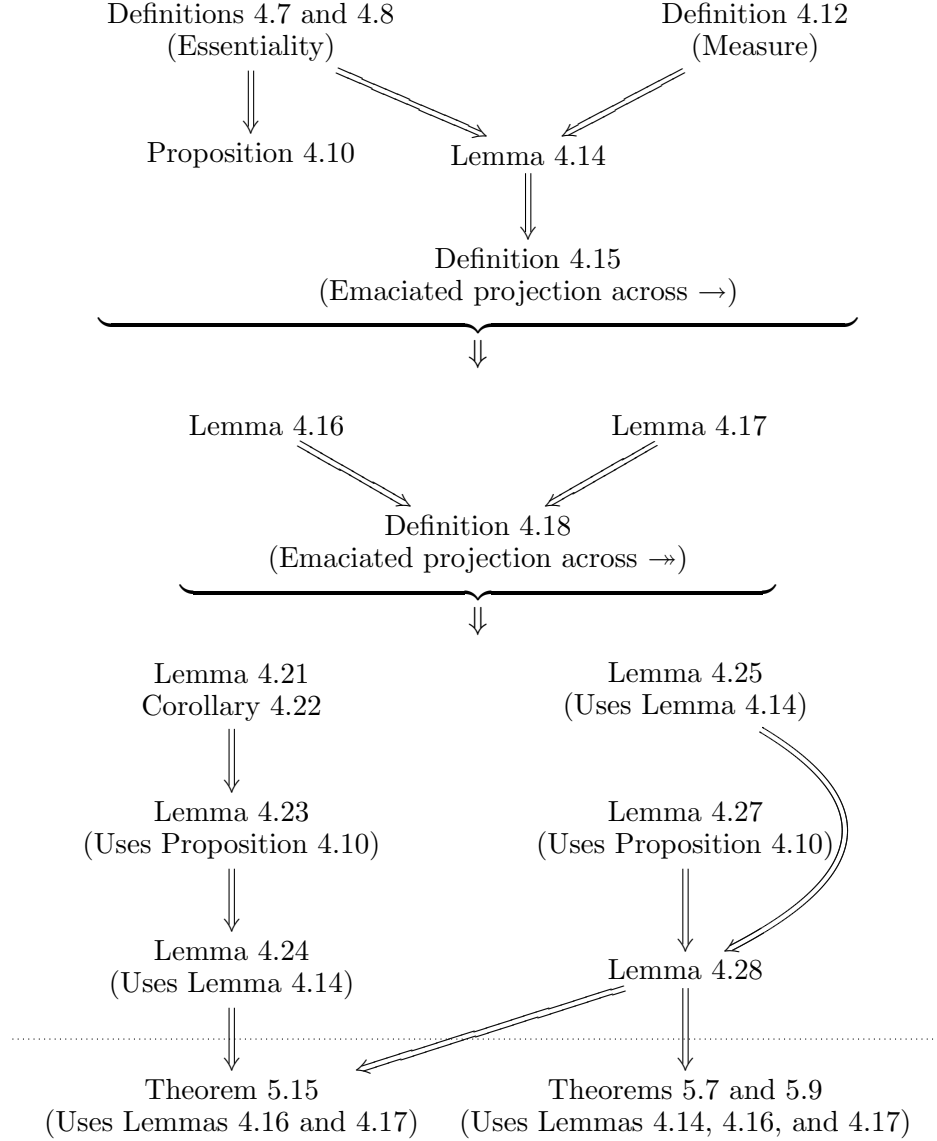 Definitions 4.7 and 4.8
(Essentiality)
Definition 4.12
(Measure)
Proposition 4.10
Lemma 4.14
Definition 4.15
(Emaciated projection across →)
Lemma 4.16
Lemma 4.17
Definition 4.18
(Emaciated projection across ↠)
Lemma 4.21
Corollary 4.22
Lemma 4.25
(Uses Lemma 4.14)
Lemma 4.23
(Uses Proposition 4.10)
Lemma 4.27
(Uses Proposition 4.10)
Lemma 4.24
(Uses Lemma 4.14)
Lemma 4.28
Theorem 5.15
(Uses Lemmas 4.16 and 4.17)
Theorems 5.7 and 5.9
(Uses Lemmas 4.14, 4.16, and 4.17)